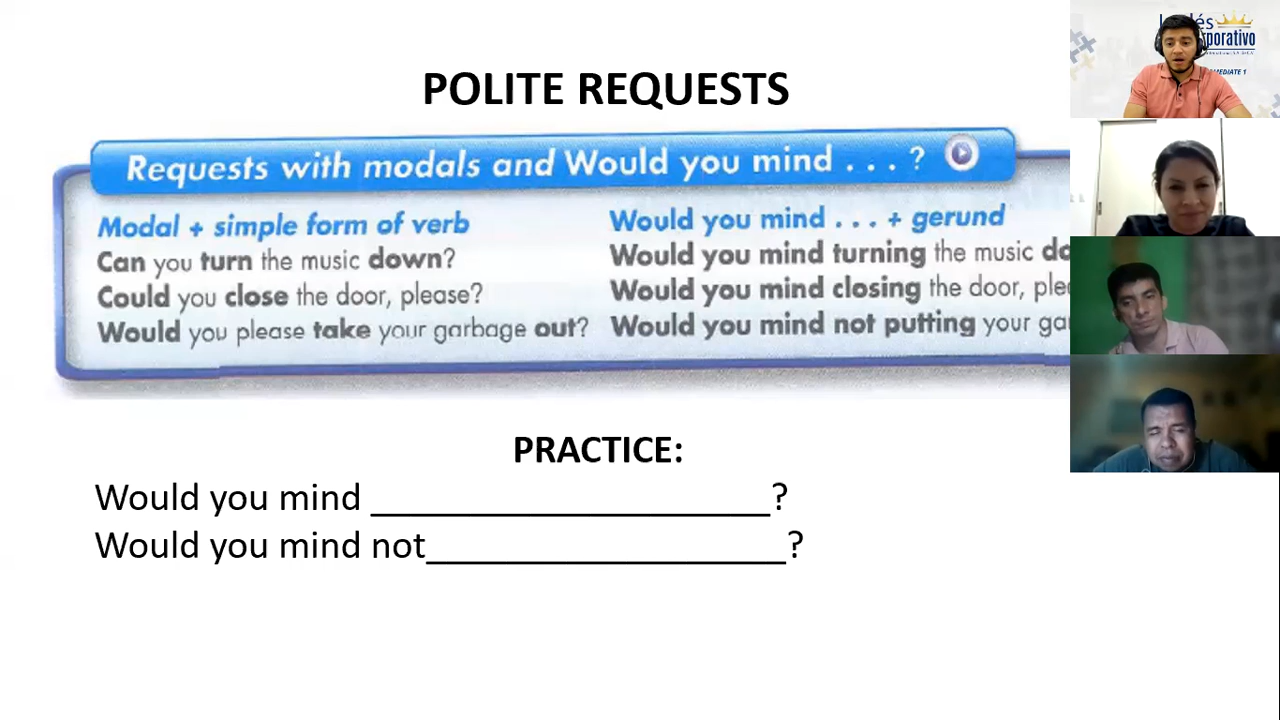 POLITE REQUESTS
Requests with modals and Would you mind . . . ?
Modal + simple form of verb
Can you turn the music down?
Could you close the door, please?
Would you please take your garbage out?
Would you mind . . . + gerund
Would you mind turning the music
Would you mind closing the door,
Would you mind not putting your
PRACTICE:
Would you mind ____________________?
Would you mind not__________________?